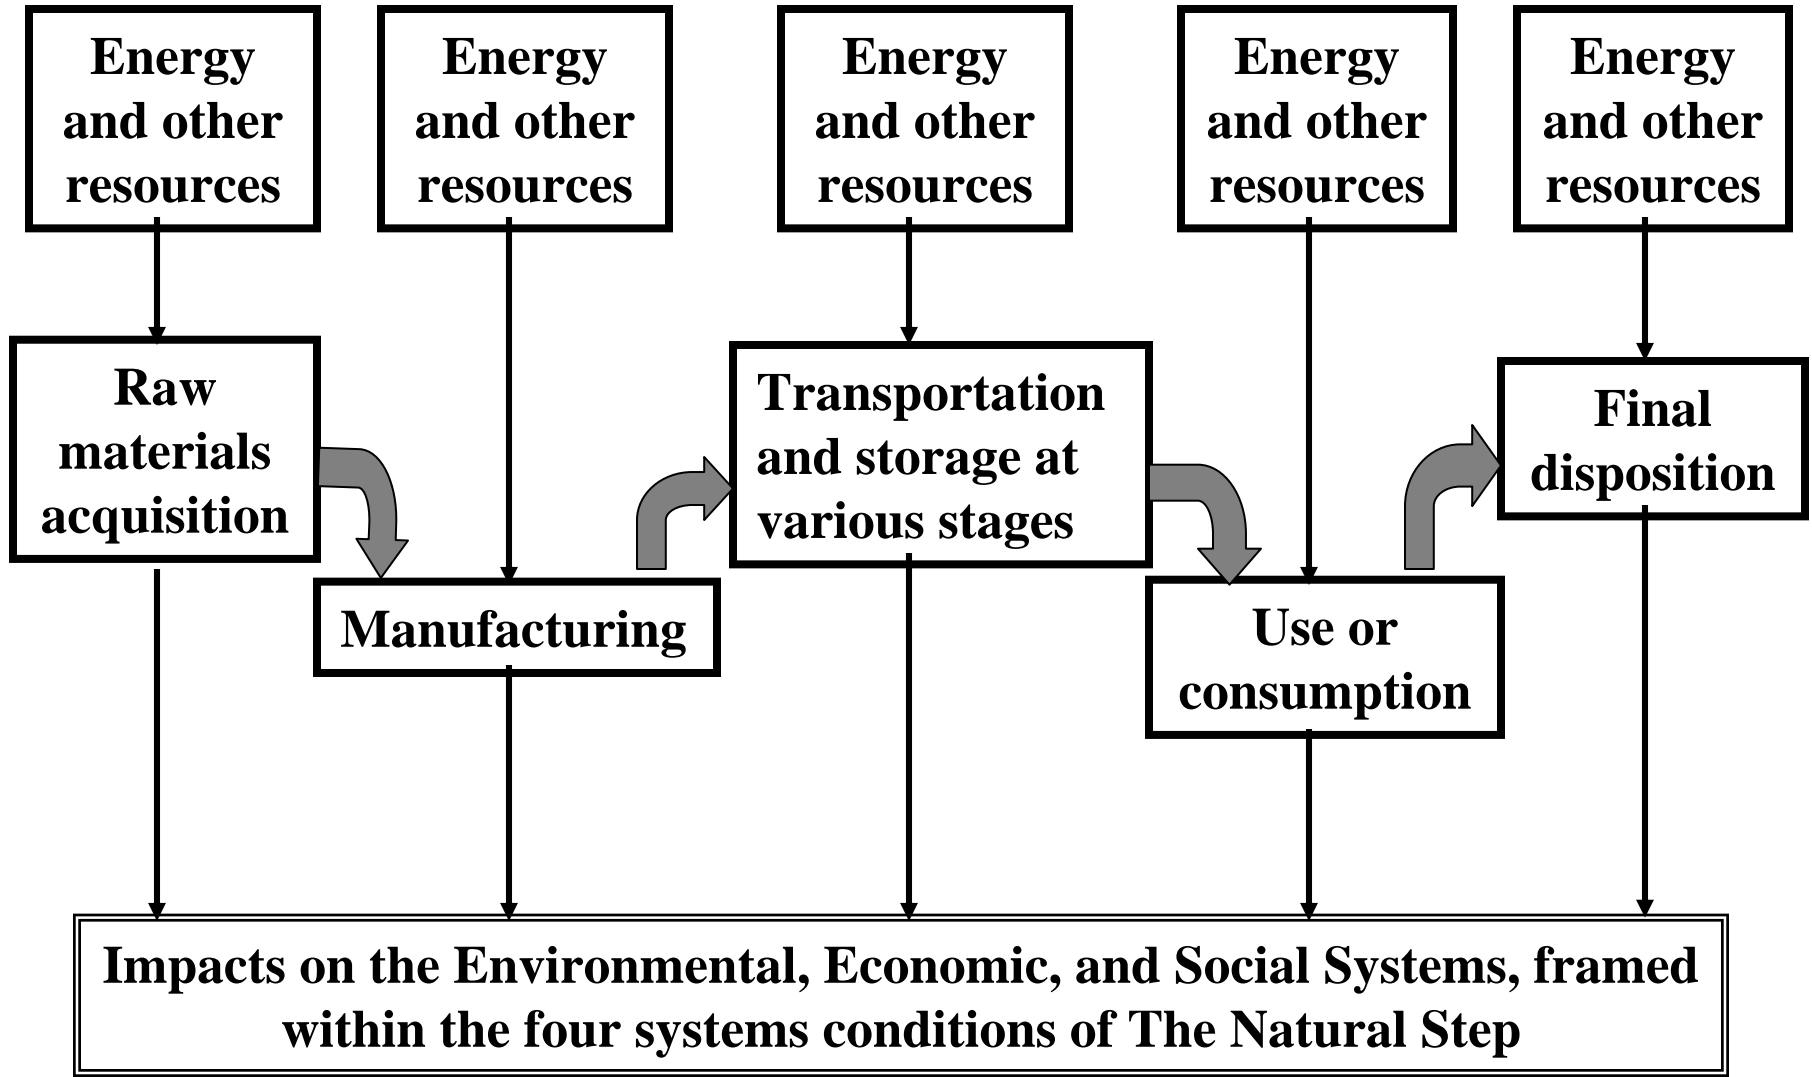 Energy
and other
resources
Energy
and other
resources
Energy
and other
resources
Energy
and other
resources
Energy
and other
resources
Raw
materials
acquisition
Manufacturing
Transportation
and storage at
various stages
Use or
consumption
Final
disposition
Impacts on the Environmental, Economic, and Social Systems, framed
within the four systems conditions of The Natural Step